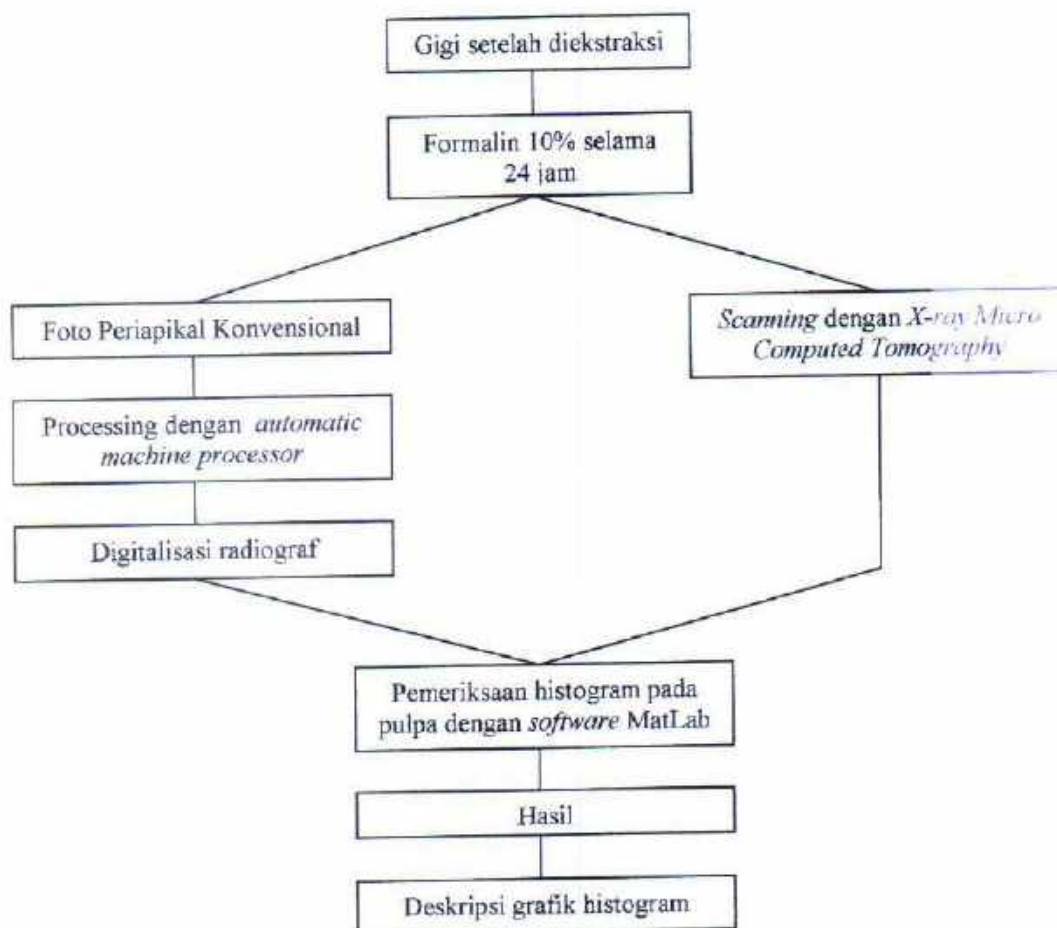 Gigi setelah diekstraksi
Formalin 10% selama
24 jam
Foto Periapikal Konvensional
Processing dengan automatic
machine processor
Digitalisasi radiograf
Scanning dengan X-ray Micro
Computed Tomography
Pemeriksaan histogram pada
pulpa dengan software MatLab
Hasil
Deskripsi grafik histogram